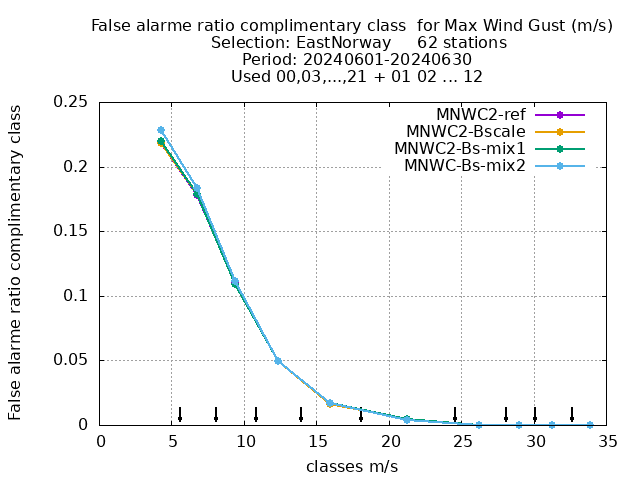 False alarme ratio complimentary class  for Max Wind Gust (m/s)
Selection: EastNorway     62 stations
Period: 20240601-20240630
Used 00,03,...,21 + 01 02 ... 12
False alarme ratio complimentary class
0.25
0.2
0.15
0.1
0.05
0
MNWC2-ref
MNWC2-Bscale
MNWC2-Bs-mix1
MNWC-Bs-mix2
0 5 10 15 20 25 30 35
classes m/s